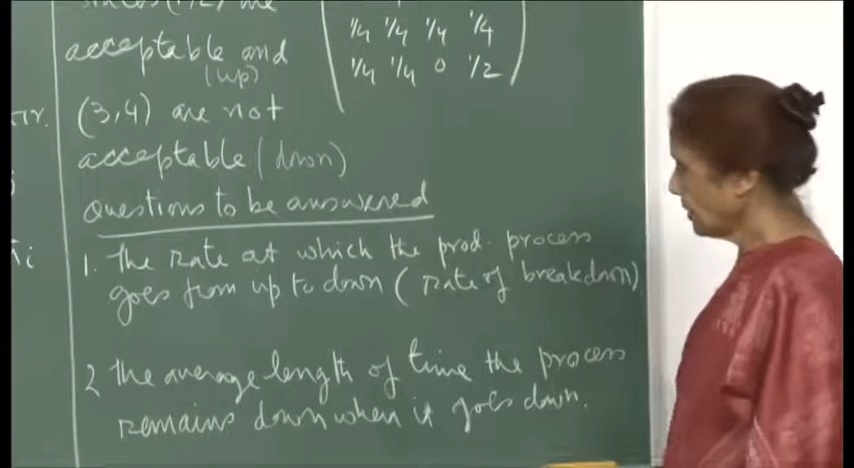 states (1,2) are
acceptable and
(up)
(3,4) are not
acceptable (down)
Questions to be answered
1. The Rate at which the prod. process
goes from up to down (rate of breakdown)
2 The average length of time the process
remains down when it goes down.
1/4 1/4 1/4 1/4
1/4 1/4 0 1/2